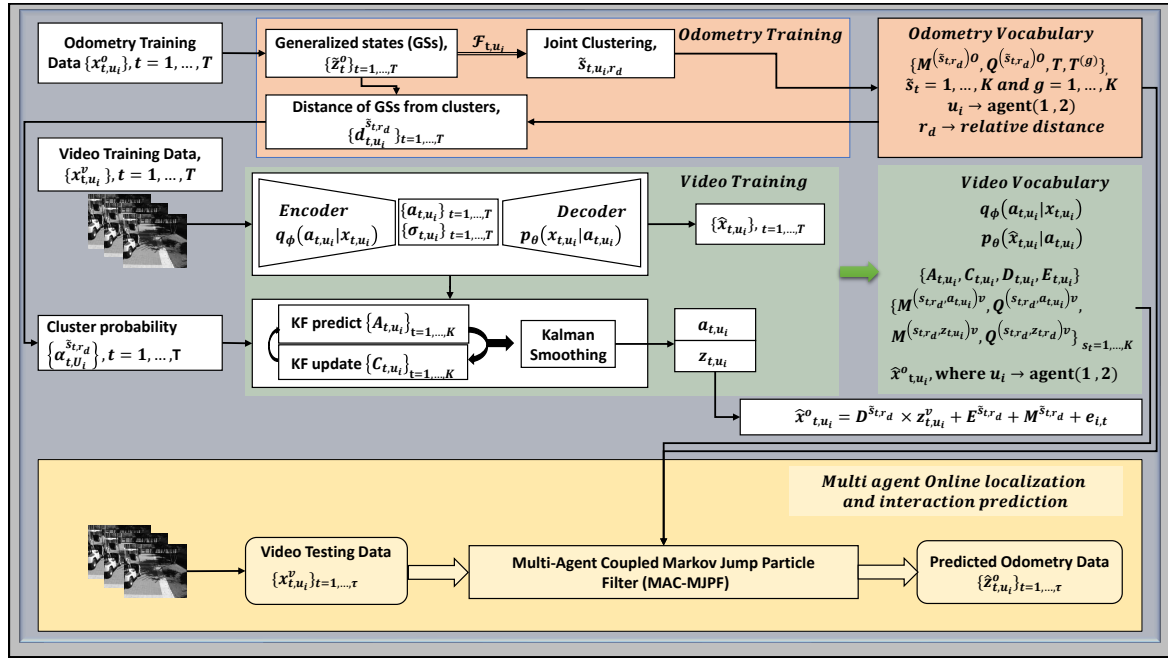 Odometry Training
Data {x^o_{t,u_i}}, t = 1, ..., T
Generalized states (GSs),
{z̃^o_t}_{t=1,...,T}
ℱ_{t,u_i}
Joint Clustering,
s̃_{t,u_i,r_d}
Odometry Training
Distance of GSs from clusters,
{d^{s̃_{t,r_d}}_{t,u_i}}_{t=1,...,T}
Odometry Vocabulary
{M^{(s̃_{t,r_d})O}, Q^{(s̃_{t,r_d})O}, T, T^{(g)}},
s̃_t = 1, ..., K and g = 1, ..., K
u_i → agent(1, 2)
r_d → relative distance
Video Training Data,
{x^v_{t,u_i}}, t = 1, ..., T
Video Training
Encoder
q_ϕ(a_{t,u_i}|x_{t,u_i})
{a_{t,u_i}} _{t=1,...,T}
{σ_{t,u_i}} _{t=1,...,T}
Decoder
p_θ(x_{t,u_i}|a_{t,u_i})
{x̂_{t,u_i}}, _{t=1,...,T}
Cluster probability
{α^{s̃_{t,r_d}}_{t,U_i}}, t = 1, ..., T
KF predict {A_{t,u_i}}_{t=1,...,K}
KF update {C_{t,u_i}}_{t=1,...,K}
Kalman
Smoothing
a_{t,u_i}
z_{t,u_i}
Video Vocabulary
q_ϕ(a_{t,u_i}|x_{t,u_i})
p_θ(x̂_{t,u_i}|a_{t,u_i})
{A_{t,u_i}, C_{t,u_i}, D_{t,u_i}, E_{t,u_i}}
{M^{(s_{t,r_d},a_{t,u_i})v}, Q^{(s_{t,r_d},a_{t,u_i})v},
M^{(s_{t,r_d},z_{t,u_i})v}, Q^{(s_{t,r_d},z_{t,r_d})v}}_{s_t=1,...,K}
x̂^o_{t,u_i}, where u_i → agent(1, 2)
x̂^o_{t,u_i} = D^{s̃_{t,r_d}} × z^v_{t,u_i} + E^{s̃_{t,r_d}} + M^{s̃_{t,r_d}} + e_{i,t}
Multi agent Online localization
and interaction prediction
Video Testing Data
{x^v_{t,u_i}}_{t=1,...,τ}
Multi-Agent Coupled Markov Jump Particle
Filter (MAC-MJPF)
Predicted Odometry Data
{ẑ^o_{t,u_i}}_{t=1,...,τ}